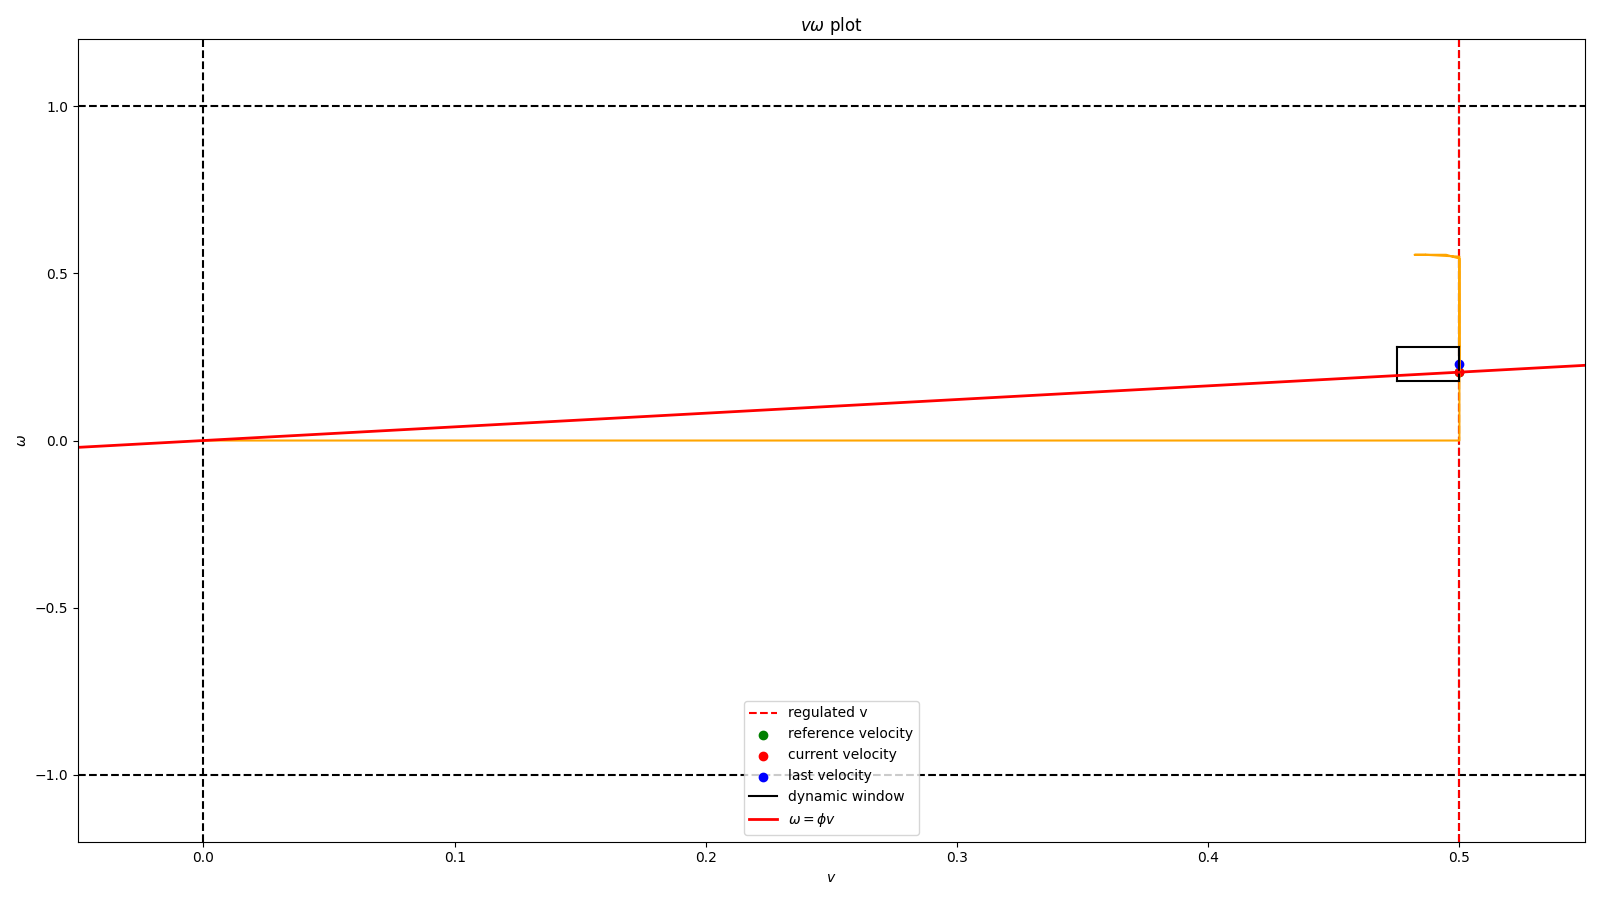 vω plot
1.0
0.5
0.0
−0.5
−1.0
ω
regulated v
reference velocity
current velocity
last velocity
dynamic window
ω = ϕv
0.0 0.1 0.2 0.3 0.4 0.5
v